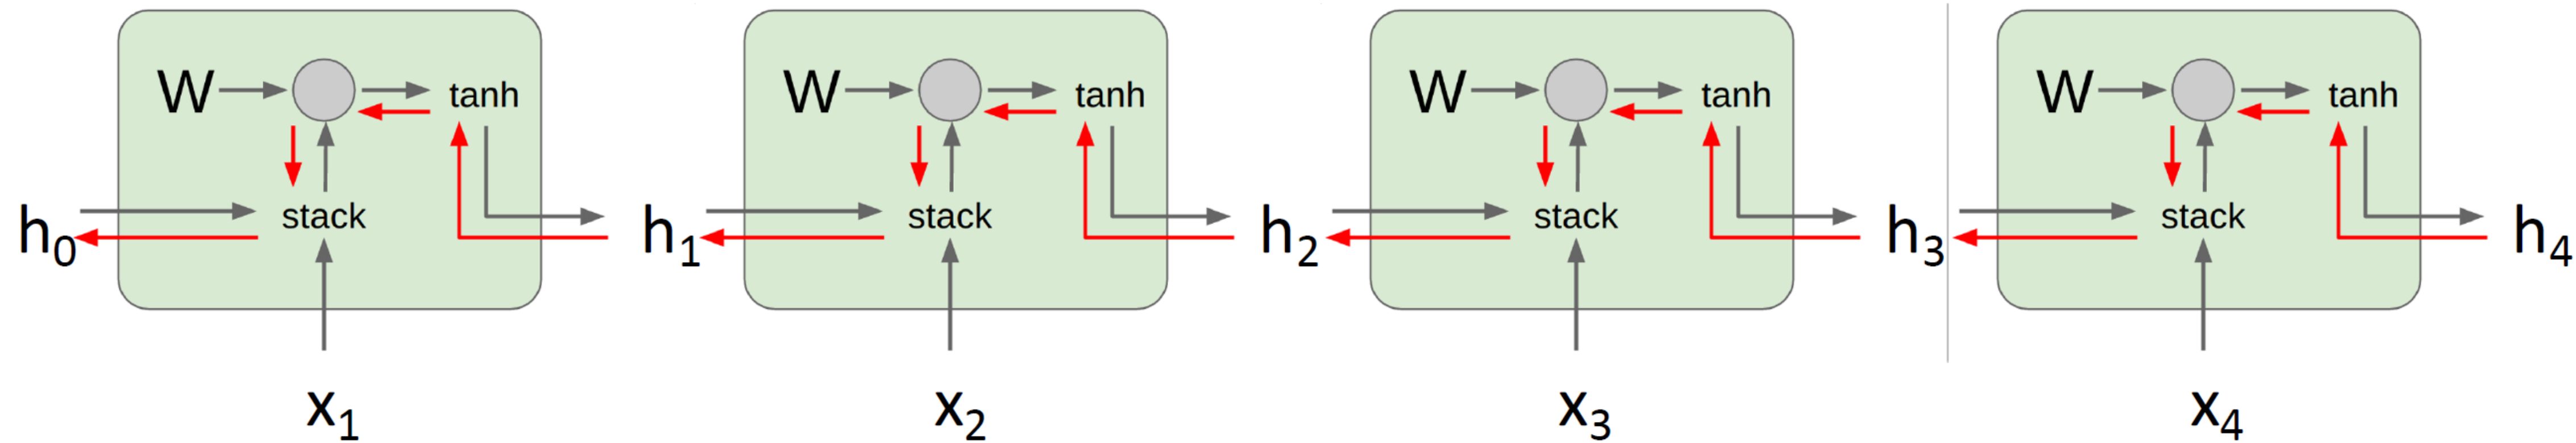 W tanh W tanh W tanh W tanh
h₀ stack h₁ stack h₂ stack h₃ stack h₄
x₁ x₂ x₃ x₄